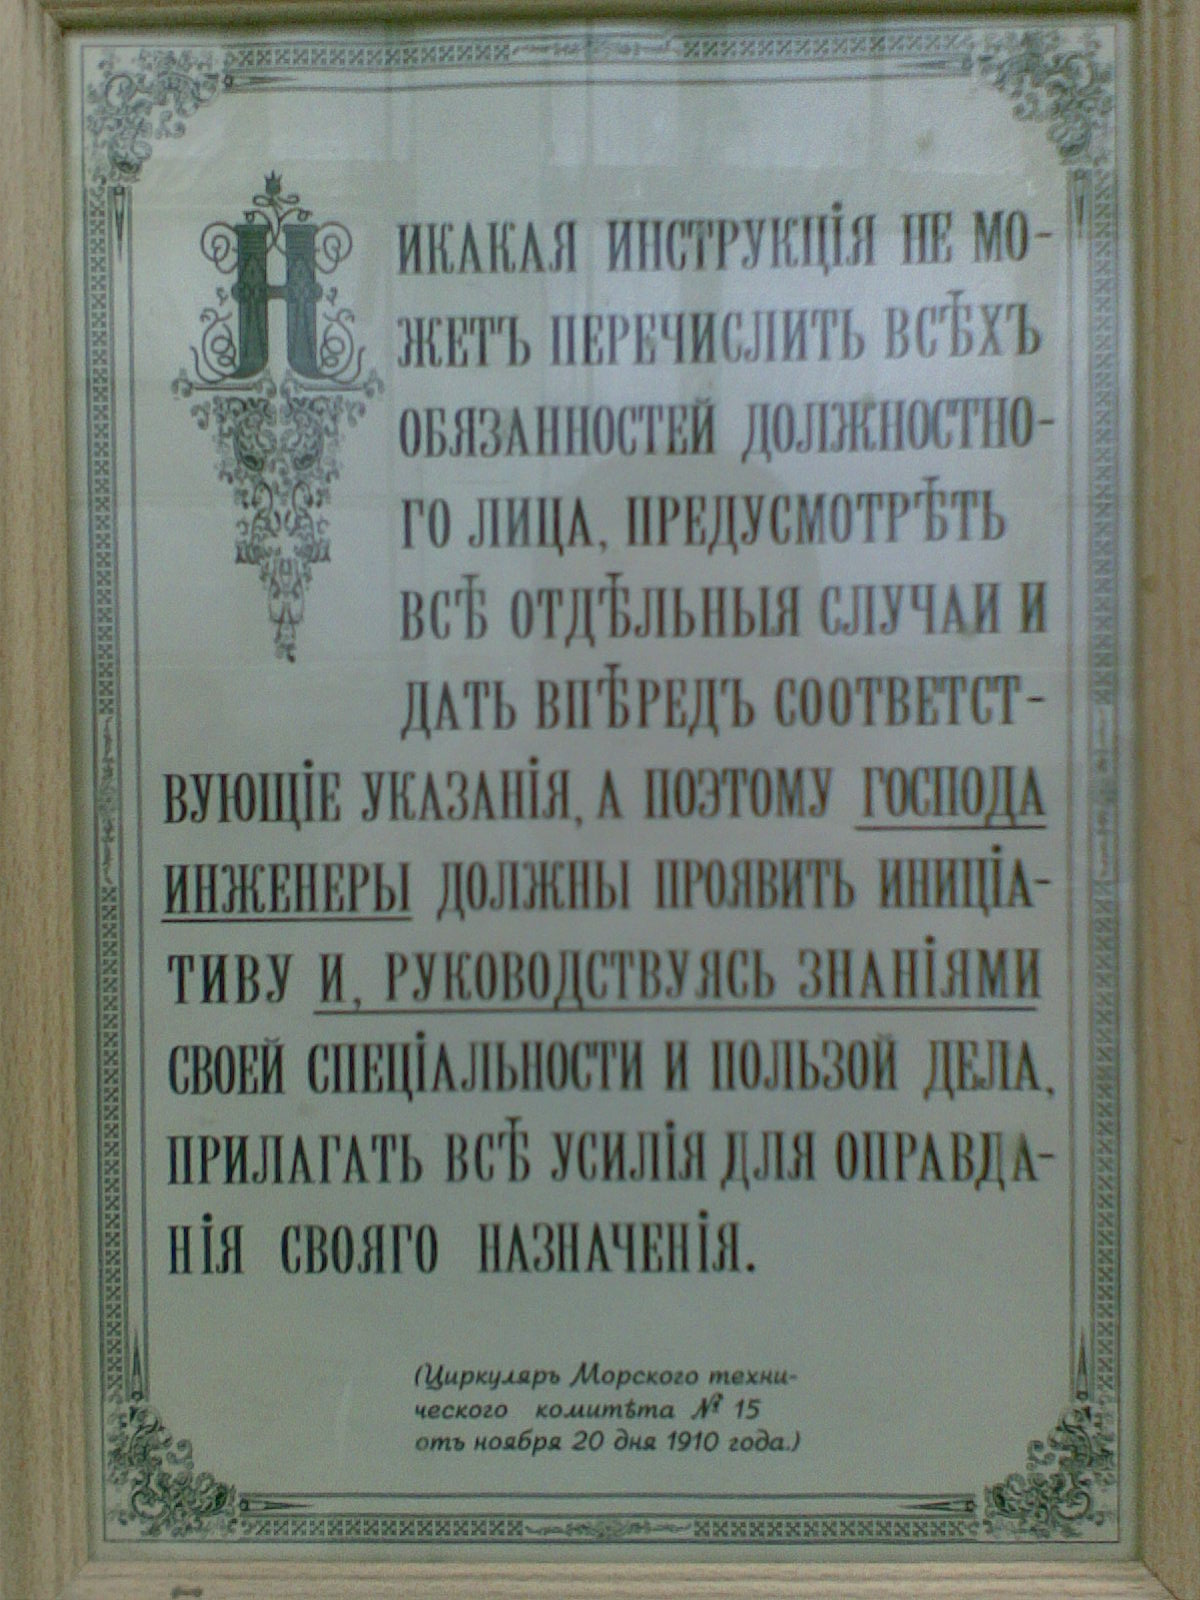 НИКАКАЯ ИНСТРУКЦІЯ НЕ МО-
ЖЕТЪ ПЕРЕЧИСЛИТЬ ВСѢХЪ
ОБЯЗАННОСТЕЙ ДОЛЖНОСТНО-
ГО ЛИЦА, ПРЕДУСМОТРѢТЬ
ВСѢ ОТДѢЛЬНЫЯ СЛУЧАИ И
ДАТЬ ВПѢРЕДЪ СООТВЕТСТ-
ВУЮЩІЕ УКАЗАНІЯ, А ПОЭТОМУ ГОСПОДА
ИНЖЕНЕРЫ ДОЛЖНЫ ПРОЯВИТЬ ИНИЦІА-
ТИВУ И, РУКОВОДСТВУЯСЬ ЗНАНІЯМИ
СВОЕЙ СПЕЦІАЛЬНОСТИ И ПОЛЬЗОЙ ДЕЛА,
ПРИЛАГАТЬ ВСѢ УСИЛІЯ ДЛЯ ОПРАВДА-
НІЯ СВОЯГО НАЗНАЧЕНІЯ.
(Циркуляръ Морского техни-
ческого комитѣта № 15
отъ ноября 20 дня 1910 года.)